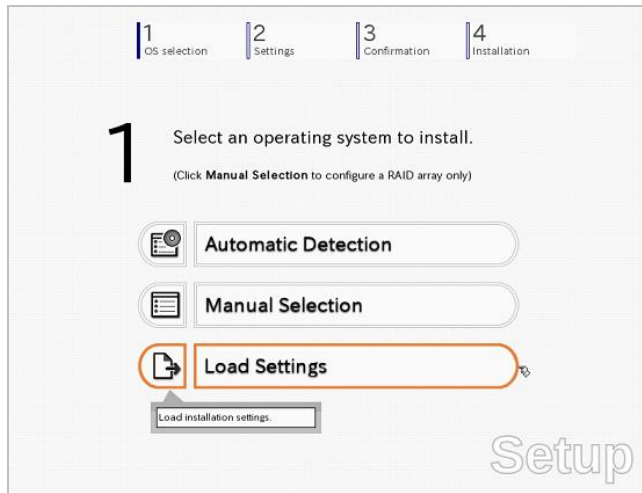 1
OS selection
2
Settings
3
Confirmation
4
Installation
1
Select an operating system to install.
(Click Manual Selection to configure a RAID array only)
Automatic Detection
Manual Selection
Load Settings
Load installation settings.
Setup